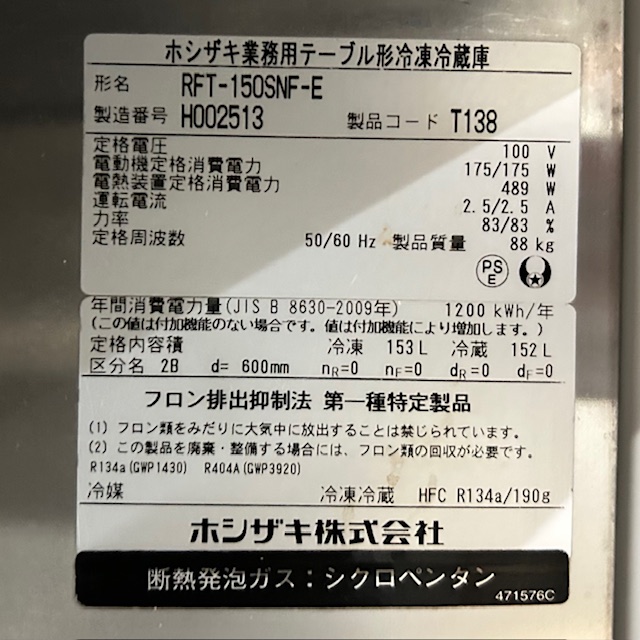 ホシザキ業務用テーブル形冷凍冷蔵庫
形名 RFT-150SNF-E
製造番号 H002513 製品コード T138
定格電圧 100 V
電動機定格消費電力 175/175 W
電熱装置定格消費電力 489 W
運転電流 2.5/2.5 A
力率 83/83 %
定格周波数 50/60 Hz 製品質量 88 kg
PS
E
年間消費電力量(JIS B 8630-2009年) 1200 kWh/年
(この値は付加機能のない場合です。値は付加機能により増加します。)
定格内容積 冷凍 153 L 冷蔵 152 L
区分名 2B d= 600mm nR=0 nF=0 dR=0 dF=0
フロン排出抑制法 第一種特定製品
(1) フロン類をみだりに大気中に放出することは禁じられています。
(2) この製品を廃棄・整備する場合には、フロン類の回収が必要です。
R134a(GWP1430) R404A(GWP3920)
冷媒 冷凍冷蔵 HFC R134a/190g
ホシザキ株式会社
断熱発泡ガス：シクロペンタン
471576C